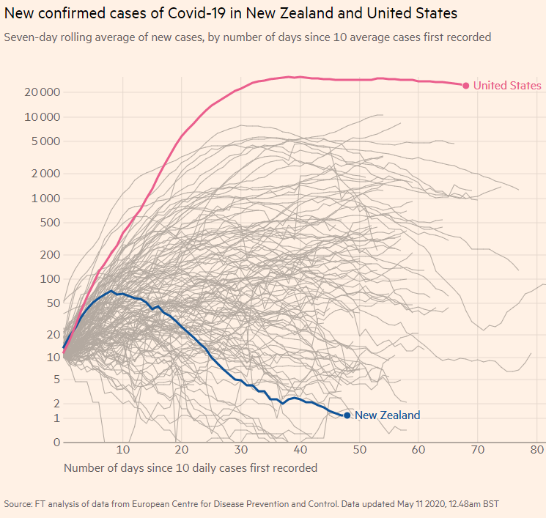 New confirmed cases of Covid-19 in New Zealand and United States
Seven-day rolling average of new cases, by number of days since 10 average cases first recorded
20 000
10 000
5 000
2 000
1 000
500
200
100
50
20
10
5
2
1
0
United States
New Zealand
10 20 30 40 50 60 70 80
Number of days since 10 daily cases first recorded
Source: FT analysis of data from European Centre for Disease Prevention and Control. Data updated May 11 2020, 12.48am BST